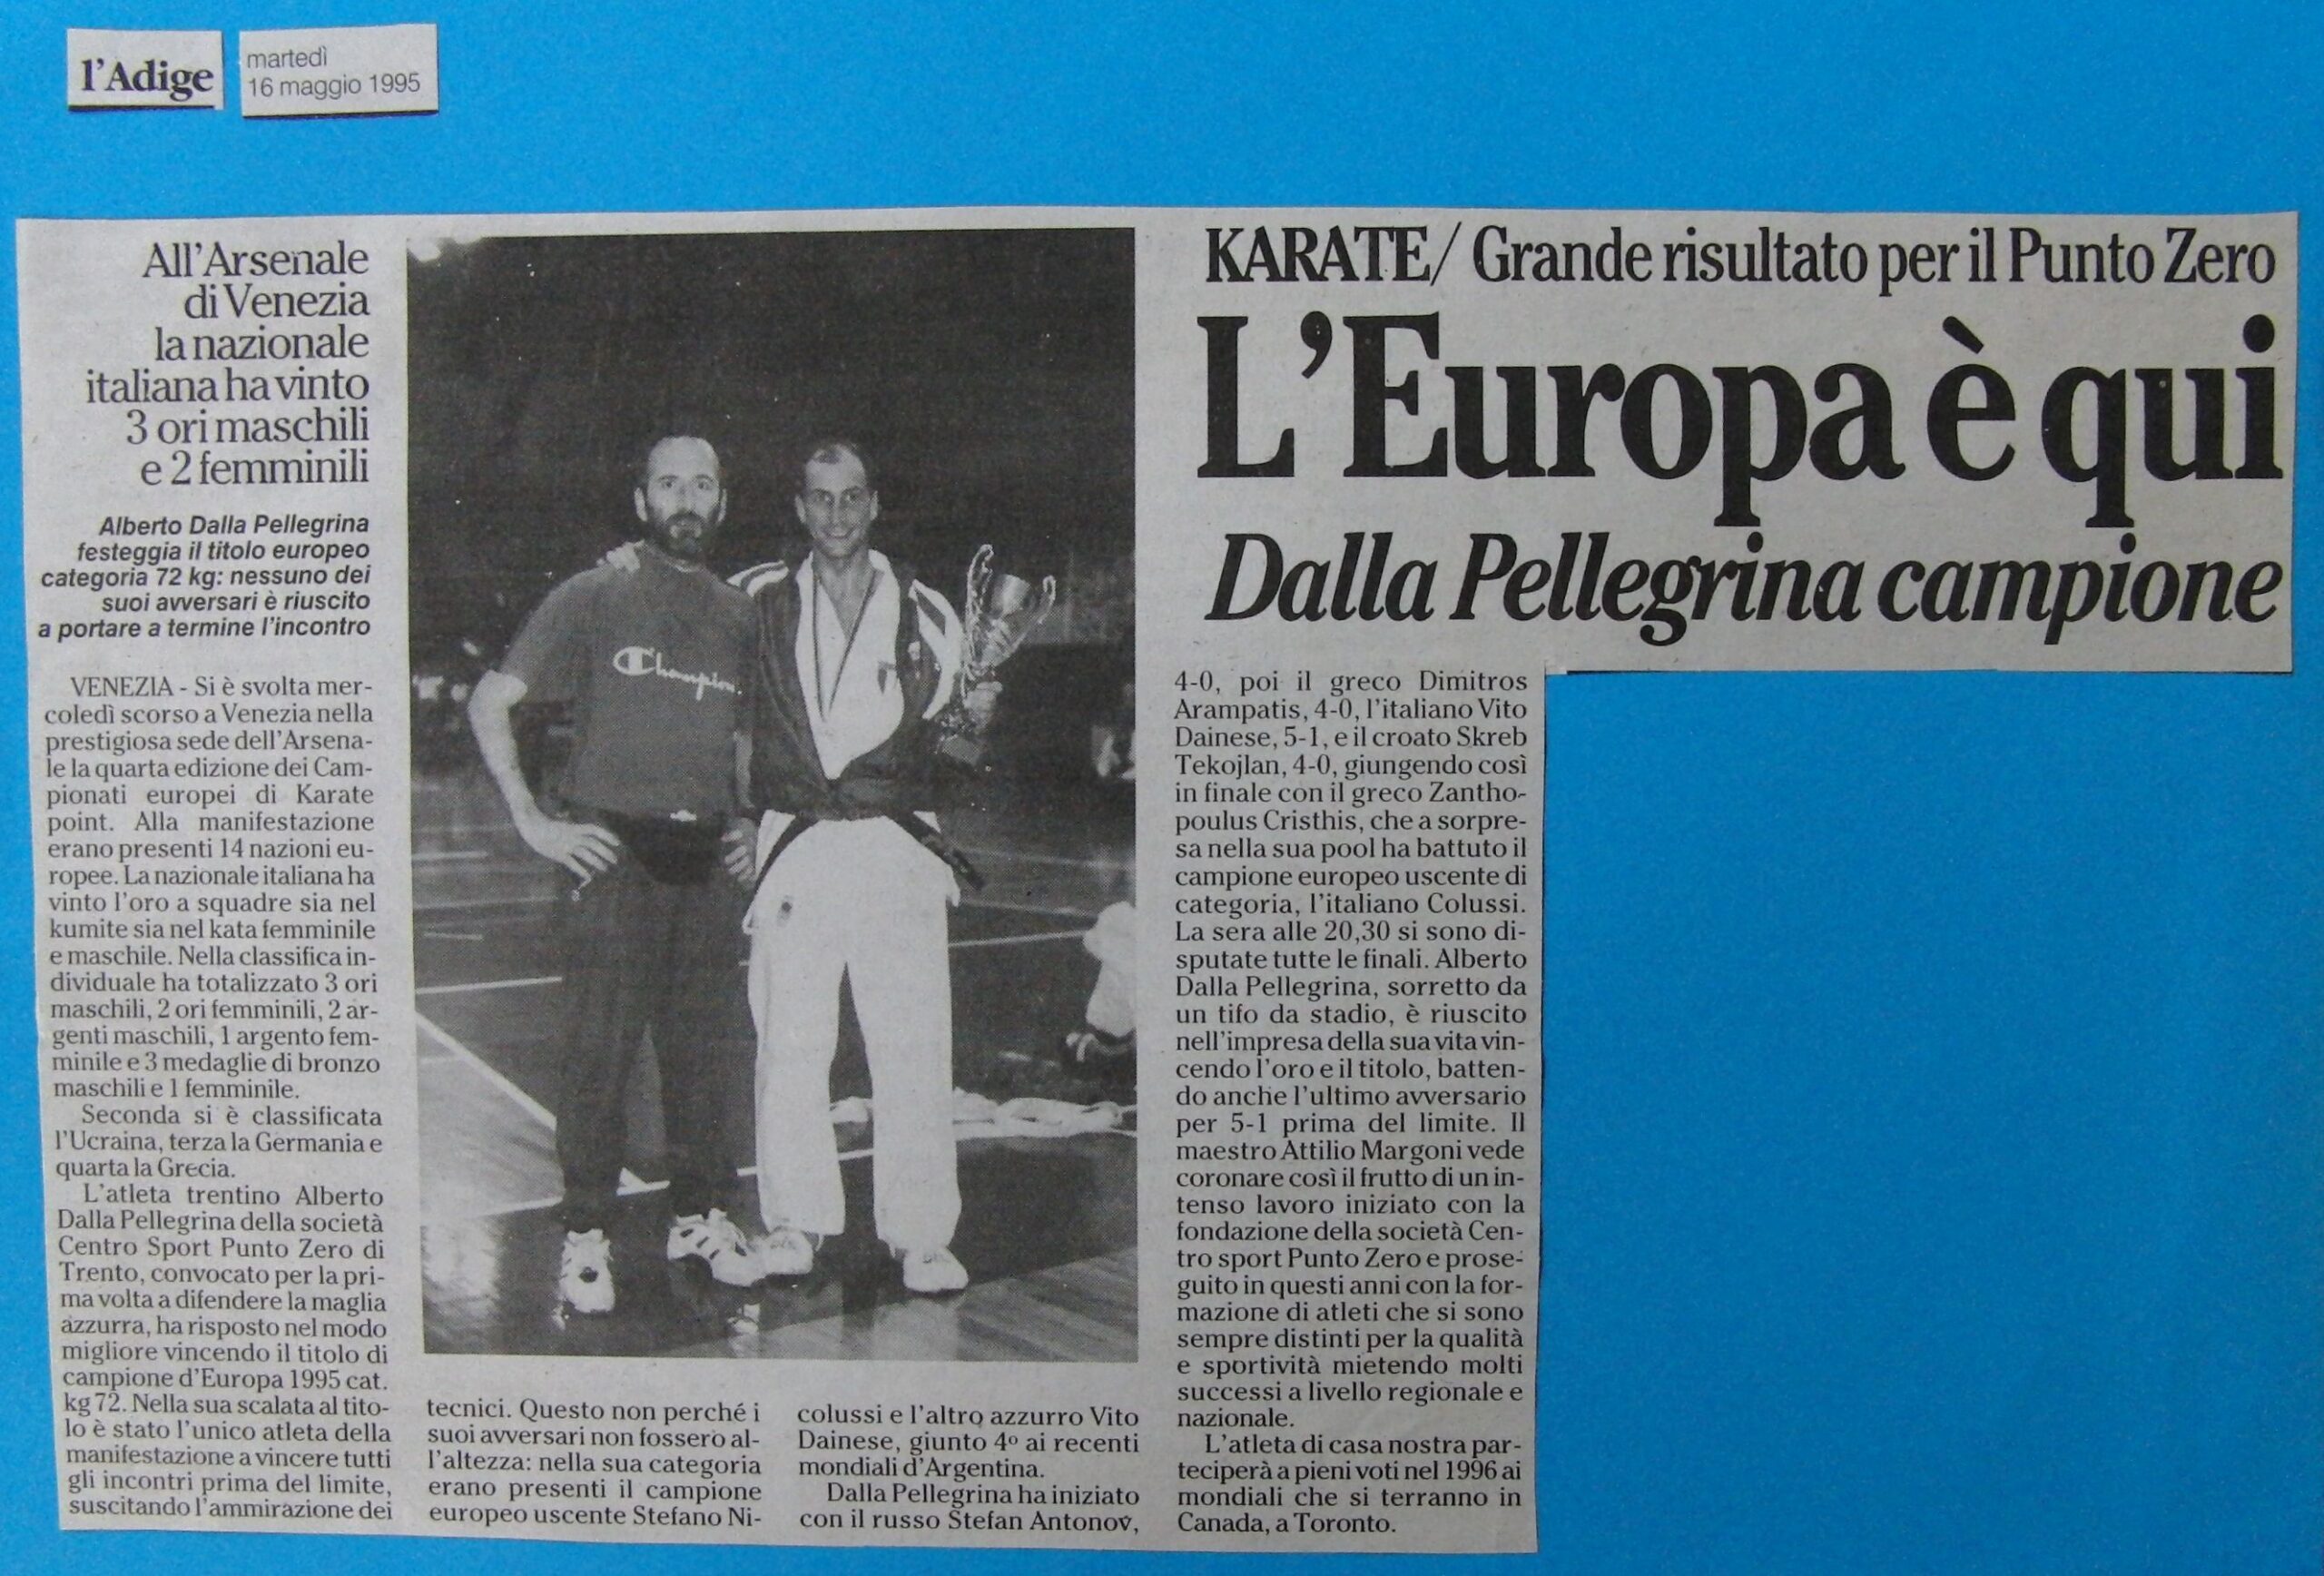 l'Adige
martedì
16 maggio 1995
KARATE/ Grande risultato per il Punto Zero
L'Europa è qui
Dalla Pellegrina campione
All'Arsenale
di Venezia
la nazionale
italiana ha vinto
3 ori maschili
e 2 femminili
Alberto Dalla Pellegrina
festeggia il titolo europeo
categoria 72 kg: nessuno dei
suoi avversari è riuscito
a portare a termine l'incontro
Champion
VENEZIA - Si è svolta mer-
coledì scorso a Venezia nella
prestigiosa sede dell'Arsena-
le la quarta edizione dei Cam-
pionati europei di Karate
point. Alla manifestazione
erano presenti 14 nazioni eu-
ropee. La nazionale italiana ha
vinto l'oro a squadre sia nel
kumite sia nel kata femminile
e maschile. Nella classifica in-
dividuale ha totalizzato 3 ori
maschili, 2 ori femminili, 2 ar-
genti maschili, 1 argento fem-
minile e 3 medaglie di bronzo
maschili e 1 femminile.
Seconda si è classificata
l'Ucraina, terza la Germania e
quarta la Grecia.
L'atleta trentino Alberto
Dalla Pellegrina della società
Centro Sport Punto Zero di
Trento, convocato per la pri-
ma volta a difendere la maglia
azzurra, ha risposto nel modo
migliore vincendo il titolo di
campione d'Europa 1995 cat.
kg 72. Nella sua scalata al tito-
lo è stato l'unico atleta della
manifestazione a vincere tutti
gli incontri prima del limite,
suscitando l'ammirazione dei
tecnici. Questo non perché i
suoi avversari non fossero al-
l'altezza: nella sua categoria
erano presenti il campione
europeo uscente Stefano Ni-
colussi e l'altro azzurro Vito
Dainese, giunto 4º ai recenti
mondiali d'Argentina.
Dalla Pellegrina ha iniziato
con il russo Stefan Antonov,
4-0, poi il greco Dimitros
Arampatis, 4-0, l'italiano Vito
Dainese, 5-1, e il croato Skreb
Tekojlan, 4-0, giungendo così
in finale con il greco Zantho-
poulus Cristhis, che a sorpre-
sa nella sua pool ha battuto il
campione europeo uscente di
categoria, l'italiano Colussi.
La sera alle 20,30 si sono di-
sputate tutte le finali. Alberto
Dalla Pellegrina, sorretto da
un tifo da stadio, è riuscito
nell'impresa della sua vita vin-
cendo l'oro e il titolo, batten-
do anche l'ultimo avversario
per 5-1 prima del limite. Il
maestro Attilio Margoni vede
coronare così il frutto di un in-
tenso lavoro iniziato con la
fondazione della società Cen-
tro sport Punto Zero e prose-
guito in questi anni con la for-
mazione di atleti che si sono
sempre distinti per la qualità
e sportività mietendo molti
successi a livello regionale e
nazionale.
L'atleta di casa nostra par-
teciperà a pieni voti nel 1996 ai
mondiali che si terranno in
Canada, a Toronto.